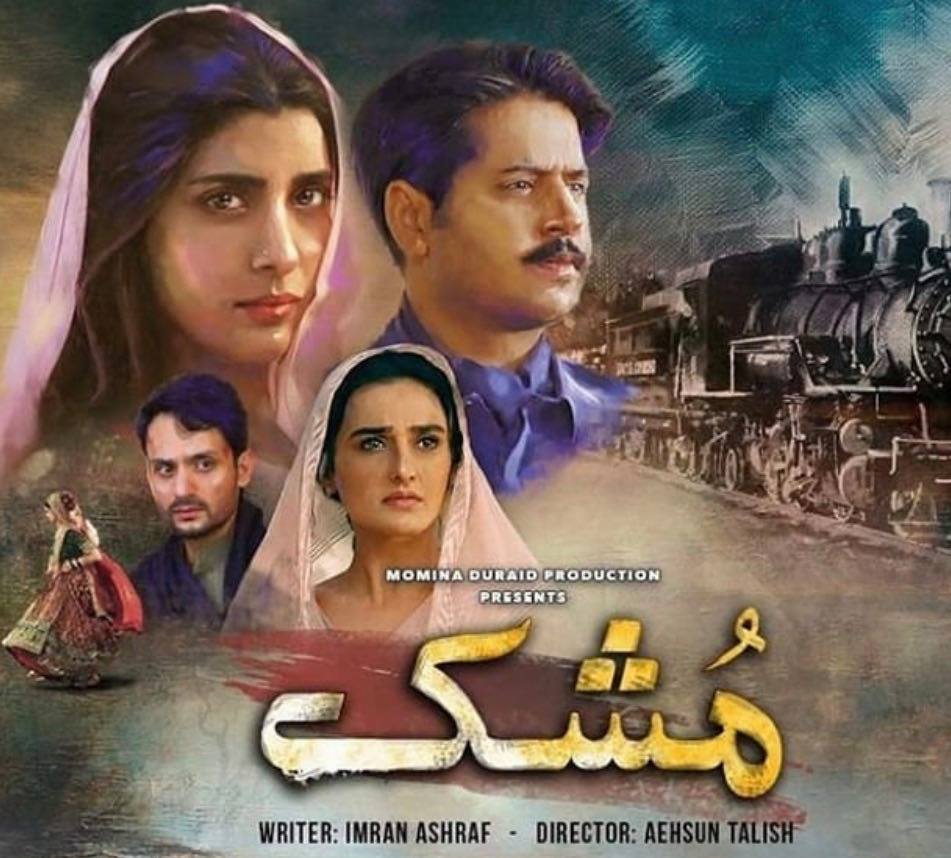 MOMINA DURAID PRODUCTION
PRESENTS
مُشک
WRITER: IMRAN ASHRAF - DIRECTOR: AEHSUN TALISH